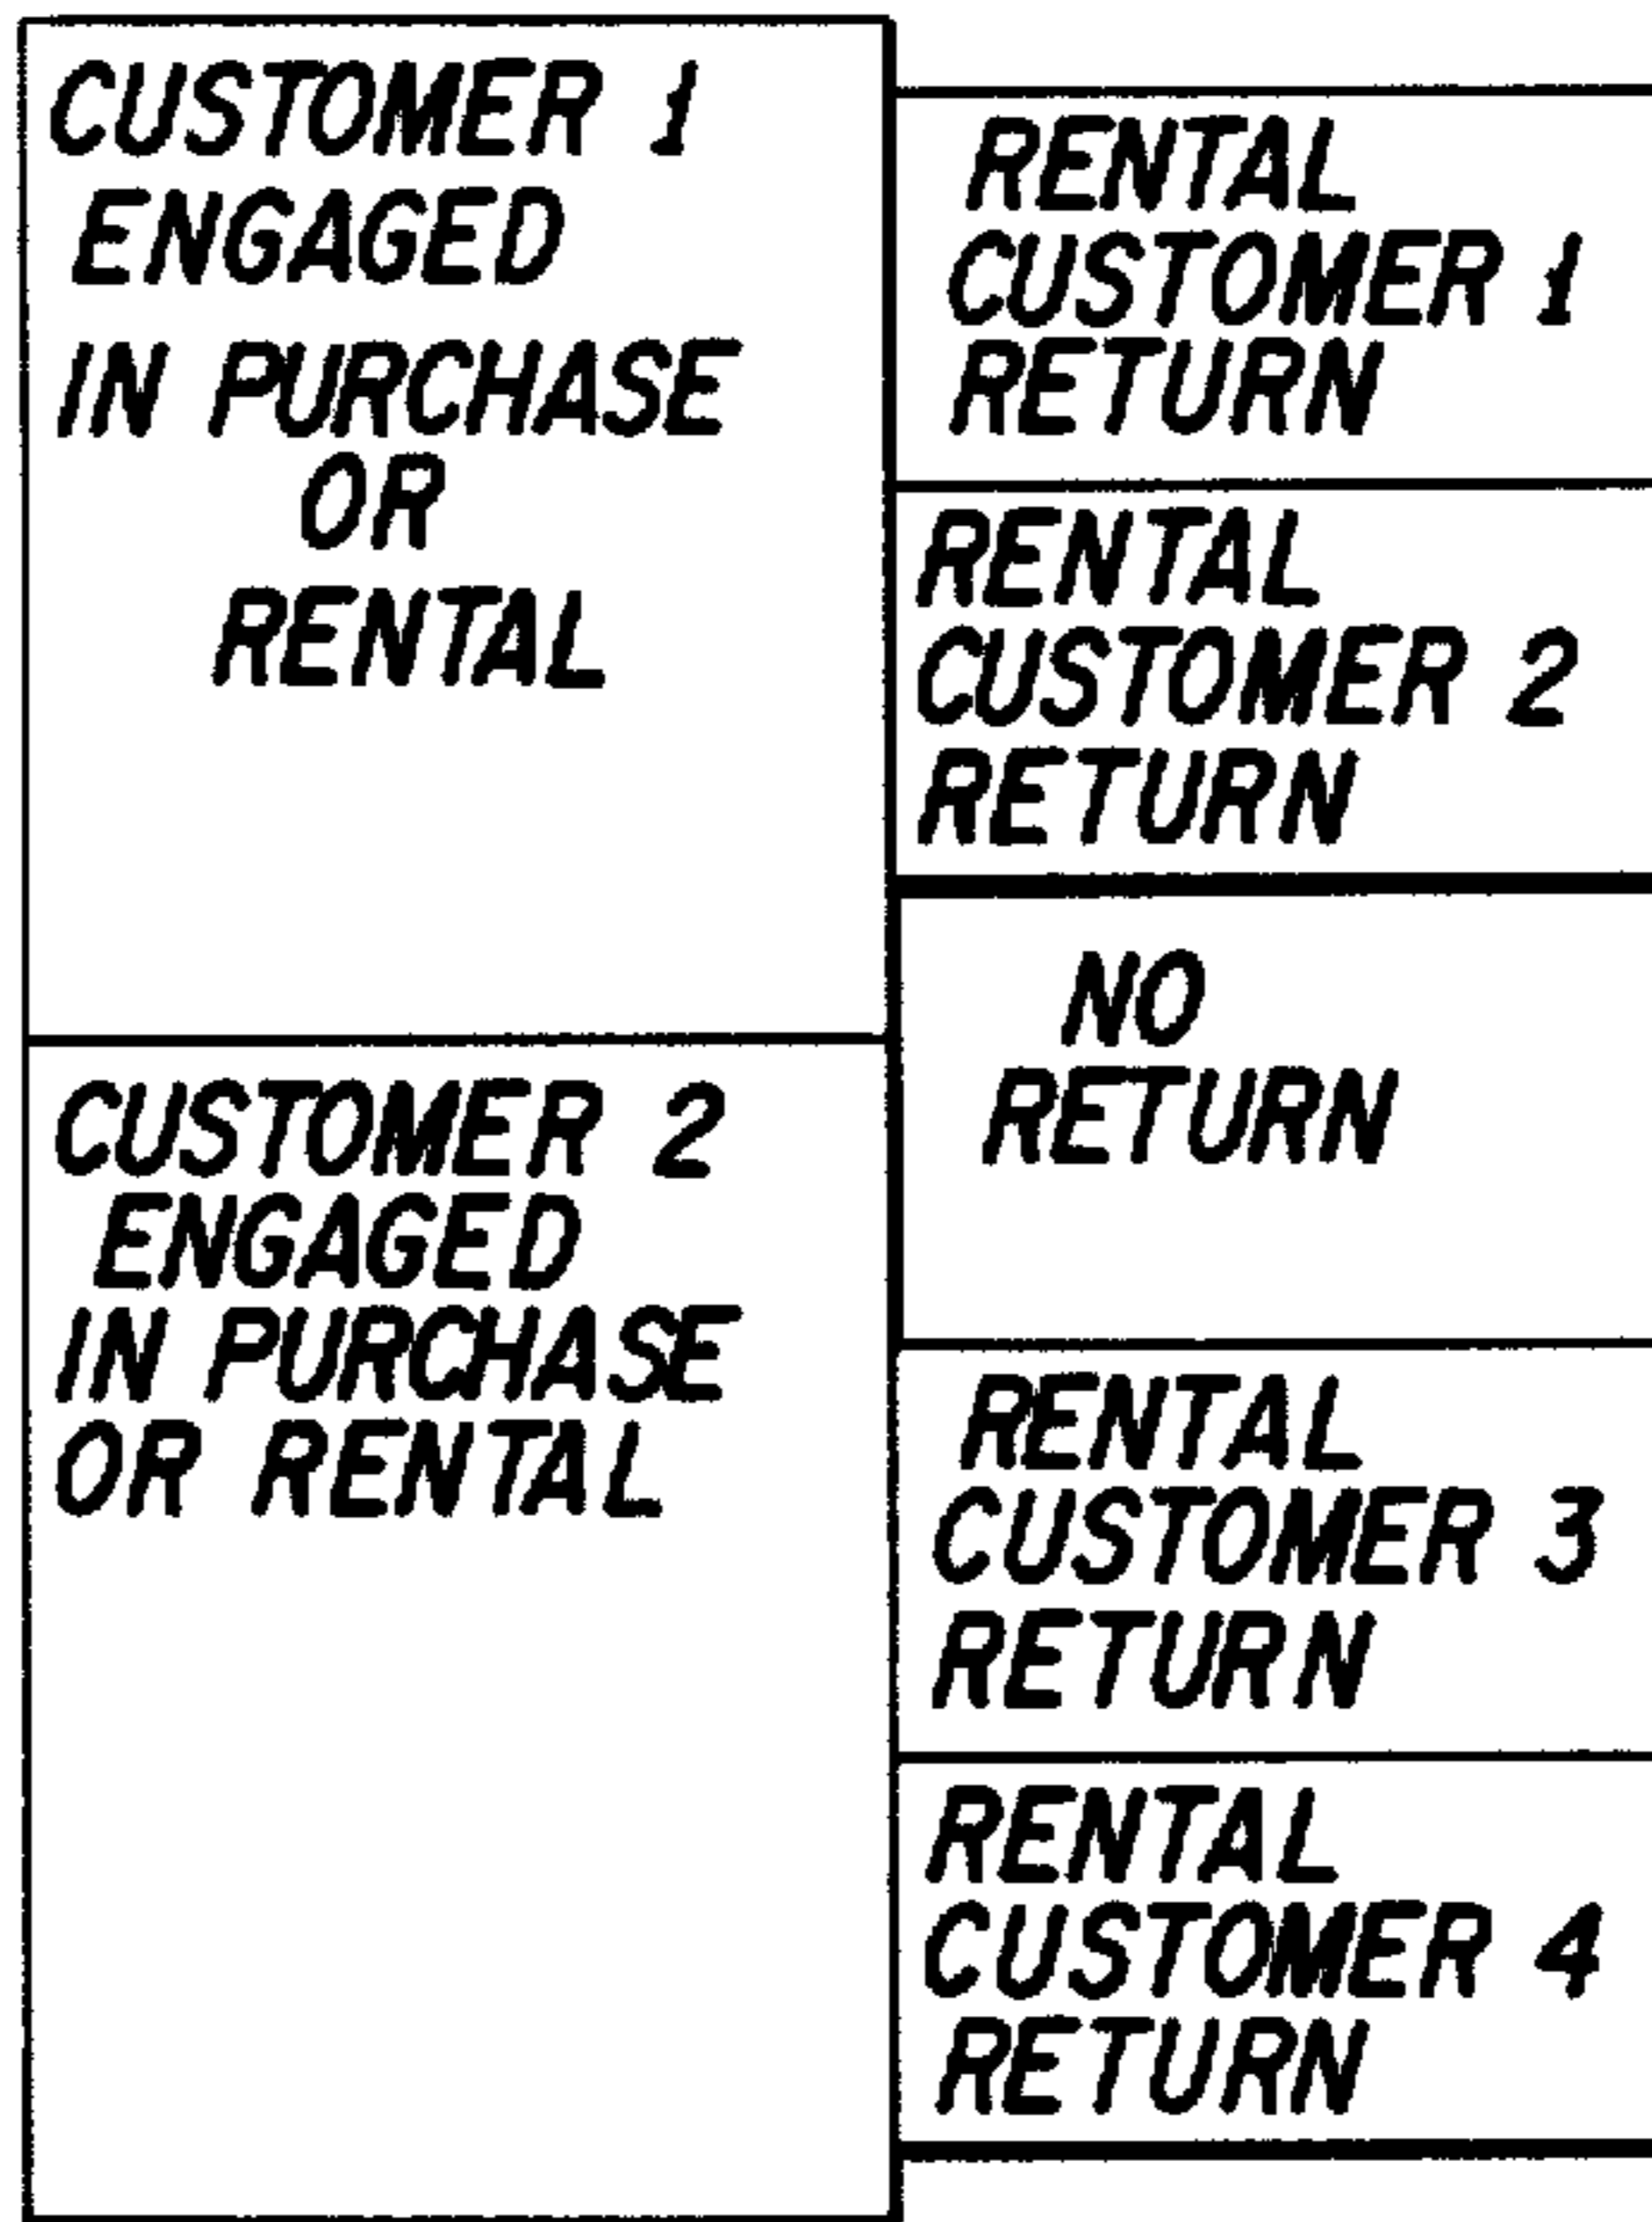 CUSTOMER 1
ENGAGED
IN PURCHASE
OR
RENTAL
CUSTOMER 2
ENGAGED
IN PURCHASE
OR RENTAL
RENTAL
CUSTOMER 1
RETURN
RENTAL
CUSTOMER 2
RETURN
NO
RETURN
RENTAL
CUSTOMER 3
RETURN
RENTAL
CUSTOMER 4
RETURN